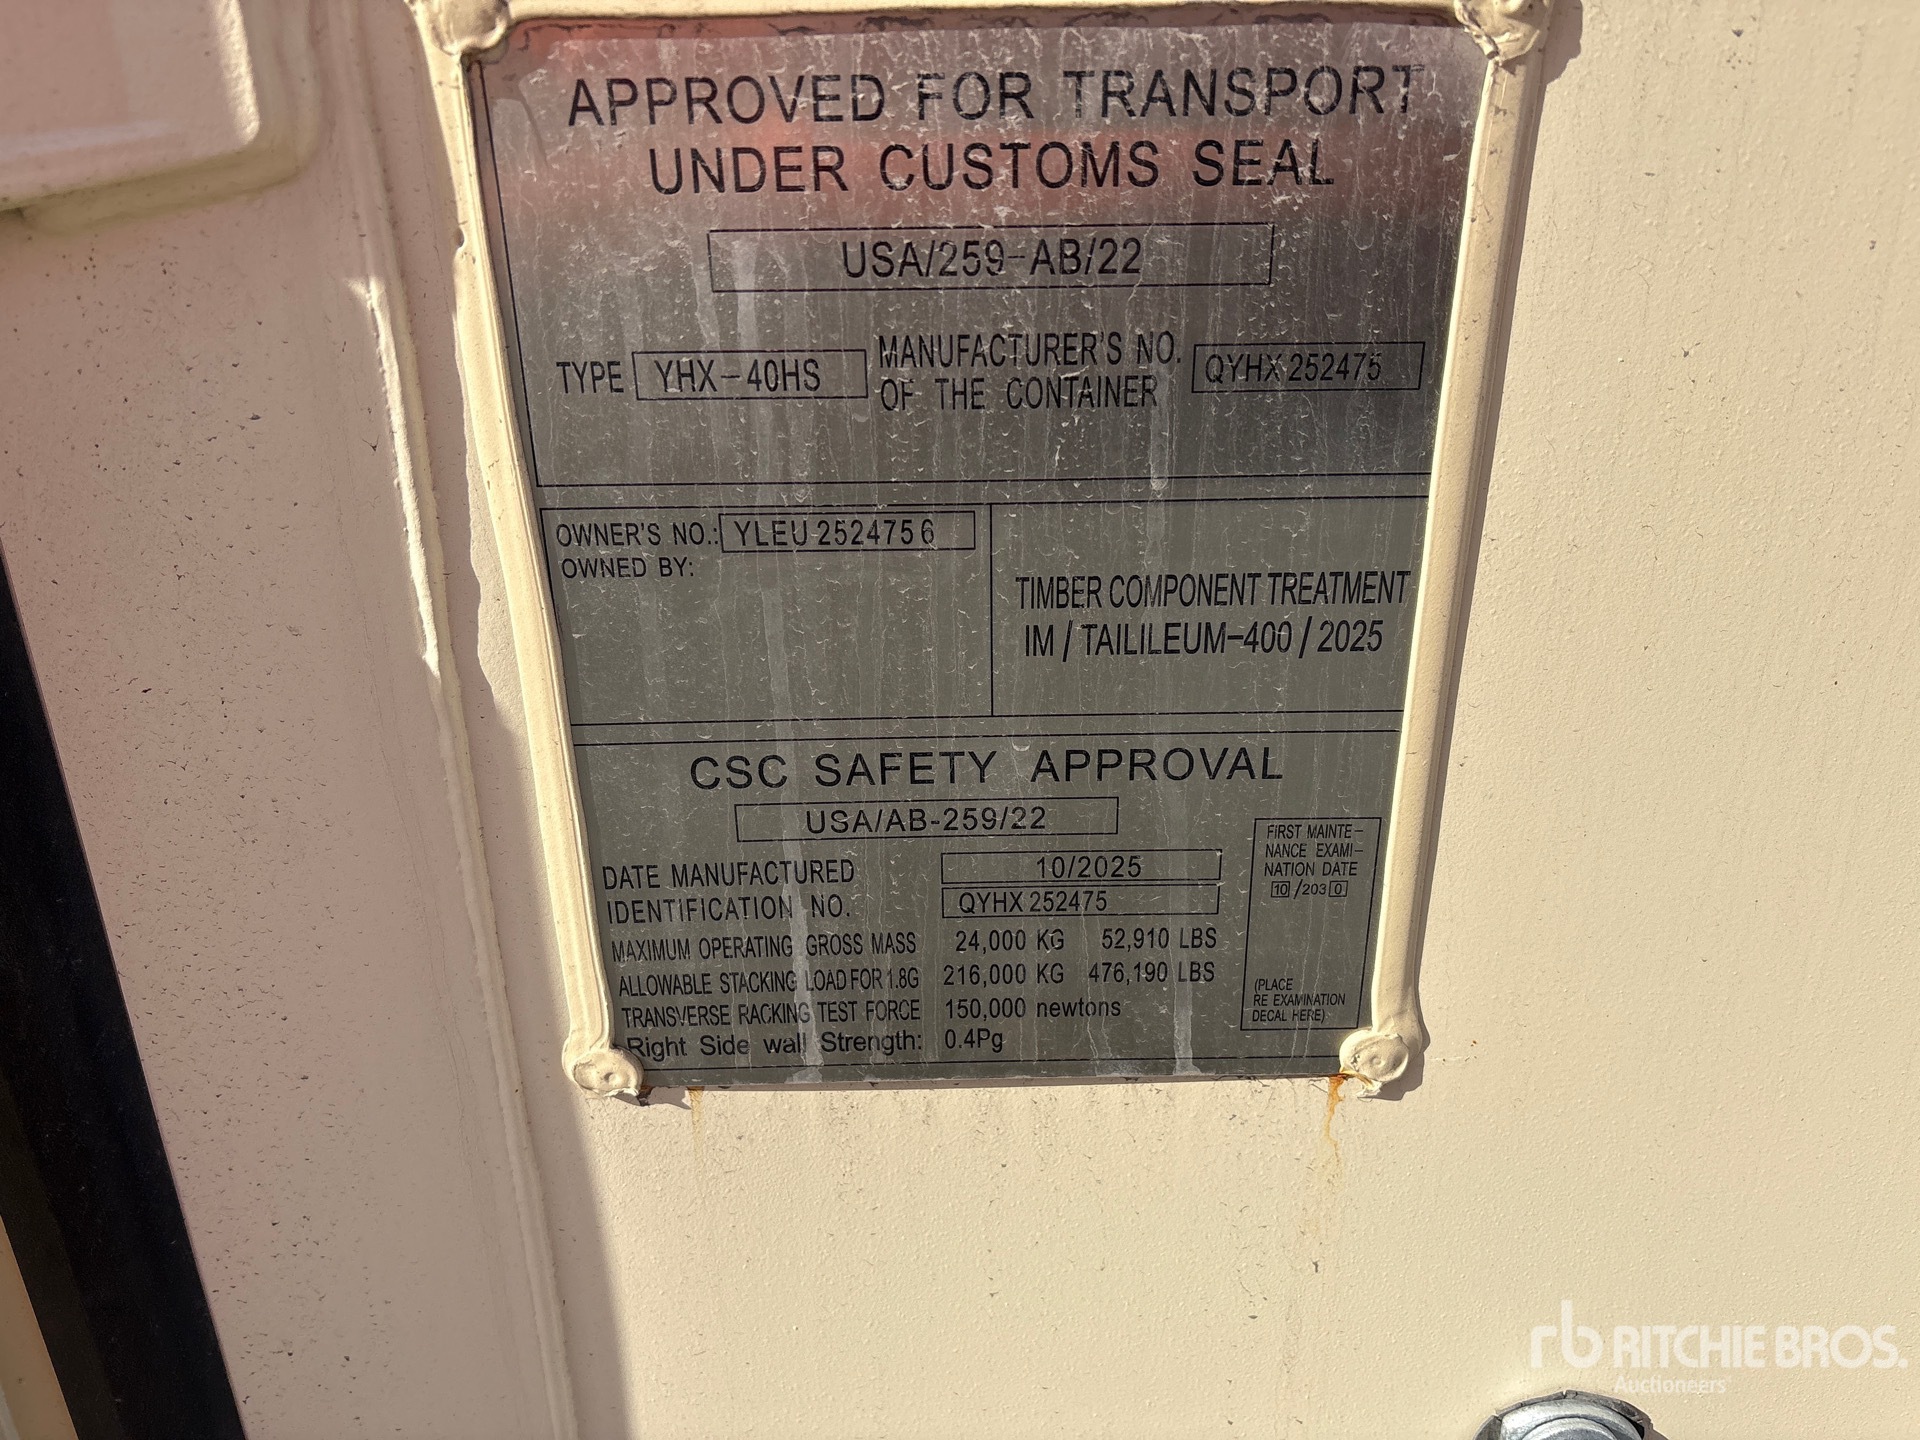 APPROVED FOR TRANSPORT
UNDER CUSTOMS SEAL
USA/259-AB/22
TYPE YHX-40HS
MANUFACTURER'S NO.
OF THE CONTAINER
QYHX 252475
OWNER'S NO.: YLEU 252475 6
OWNED BY:
TIMBER COMPONENT TREATMENT
IM / TAILILEUM-400 / 2025
CSC SAFETY APPROVAL
USA/AB-259/22
DATE MANUFACTURED 10/2025
IDENTIFICATION NO. QYHX 252475
MAXIMUM OPERATING GROSS MASS 24,000 KG 52,910 LBS
ALLOWABLE STACKING LOAD FOR 1.8G 216,000 KG 476,190 LBS
TRANSVERSE RACKING TEST FORCE 150,000 newtons
Right Side wall Strength: 0.4Pg
FIRST MAINTE-
NANCE EXAMI-
NATION DATE
10/2030
(PLACE
RE EXAMINATION
DECAL HERE)
rb RITCHIE BROS.
Auctioneers